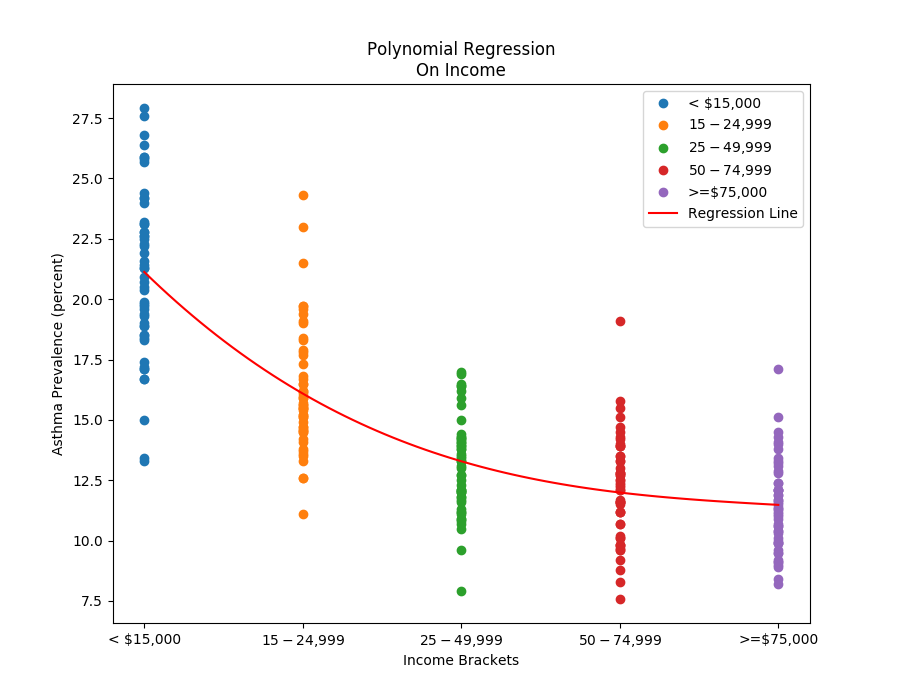 Polynomial Regression
On Income
27.5
25.0
22.5
20.0
17.5
15.0
12.5
10.0
7.5
Asthma Prevalence (percent)
< $15,000
15 − 24,999
25 − 49,999
50 − 74,999
>=$75,000
Regression Line
< $15,000
15 − 24,999
25 − 49,999
50 − 74,999
>=$75,000
Income Brackets